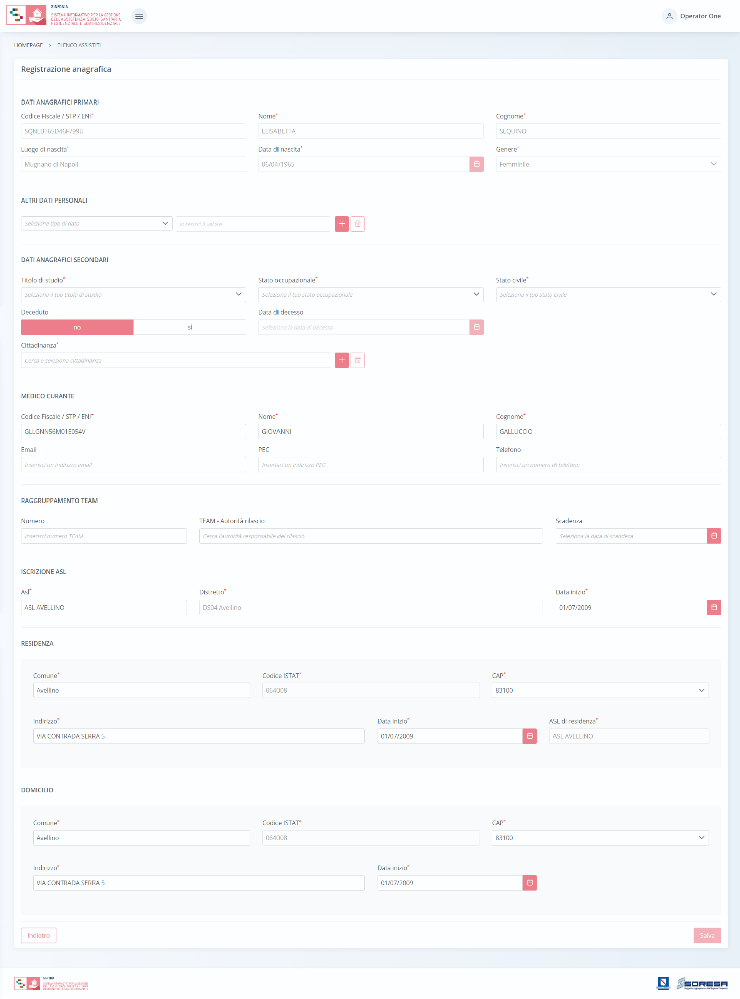 SINFONIA
SISTEMA INFORMATIVO PER LA GESTIONE
DELL'ASSISTENZA SOCIO SANITARIA
RESIDENZIALE E SEMIRESIDENZIALE
Operator One
HOMEPAGE > ELENCO ASSISTITI
Registrazione anagrafica
DATI ANAGRAFICI PRIMARI
Codice Fiscale / STP / ENI* Nome* Cognome*
SQNLBT65D46F799U ELISABETTA SEQUINO
Luogo di nascita* Data di nascita* Genere*
Mugnano di Napoli 06/04/1965 Femminile
ALTRI DATI PERSONALI
Seleziona tipo di dato Inserisci il valore
DATI ANAGRAFICI SECONDARI
Titolo di studio* Stato occupazionale* Stato civile*
Seleziona il tuo titolo di studio Seleziona il tuo stato occupazionale Seleziona il tuo stato civile
Deceduto Data di decesso
no sì Seleziona la data di decesso
Cittadinanza*
Cerca e seleziona cittadinanza
MEDICO CURANTE
Codice Fiscale / STP / ENI* Nome* Cognome*
GLLGNN56M01E054V GIOVANNI GALLUCCIO
Email PEC Telefono
Inserisci un indirizzo email Inserisci un indirizzo PEC Inserisci un numero di telefono
RAGGRUPPAMENTO TEAM
Numero TEAM - Autorità rilascio Scadenza
Inserisci numero TEAM Cerca l'autorità responsabile del rilascio Seleziona la data di scandeza
ISCRIZIONE ASL
Asl* Distretto* Data inizio*
ASL AVELLINO DS04 Avellino 01/07/2009
RESIDENZA
Comune* Codice ISTAT* CAP*
Avellino 064008 83100
Indirizzo* Data inizio* ASL di residenza*
VIA CONTRADA SERRA 5 01/07/2009 ASL AVELLINO
DOMICILIO
Comune* Codice ISTAT* CAP*
Avellino 064008 83100
Indirizzo* Data inizio*
VIA CONTRADA SERRA 5 01/07/2009
Indietro Salva
SINFONIA
SISTEMA INFORMATIVO PER LA GESTIONE
DELL'ASSISTENZA SOCIO SANITARIA
RESIDENZIALE E SEMIRESIDENZIALE
SORESA
Soggetto Aggregatore della Regione Campania